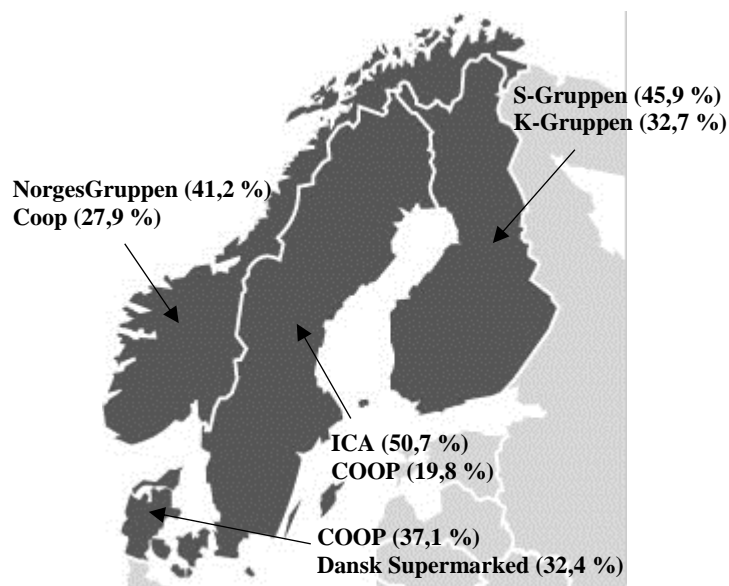 S-Gruppen (45,9 %)
K-Gruppen (32,7 %)
NorgesGruppen (41,2 %)
Coop (27,9 %)
ICA (50,7 %)
COOP (19,8 %)
COOP (37,1 %)
Dansk Supermarked (32,4 %)